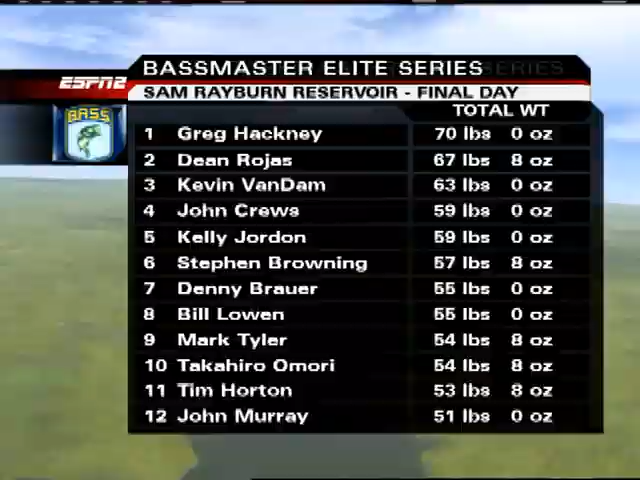 BASSMASTER ELITE SERIES
ESPN2
SAM RAYBURN RESERVOIR - FINAL DAY
BASS
TOTAL WT
1 Greg Hackney 70 lbs 0 oz
2 Dean Rojas 67 lbs 8 oz
3 Kevin VanDam 63 lbs 0 oz
4 John Crews 59 lbs 0 oz
5 Kelly Jordon 59 lbs 0 oz
6 Stephen Browning 57 lbs 8 oz
7 Denny Brauer 55 lbs 0 oz
8 Bill Lowen 55 lbs 0 oz
9 Mark Tyler 54 lbs 8 oz
10 Takahiro Omori 54 lbs 8 oz
11 Tim Horton 53 lbs 8 oz
12 John Murray 51 lbs 0 oz